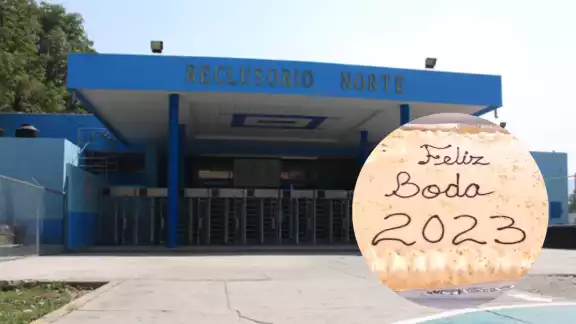 RECLUSORIO NORTE
Feliz
Boda
2023